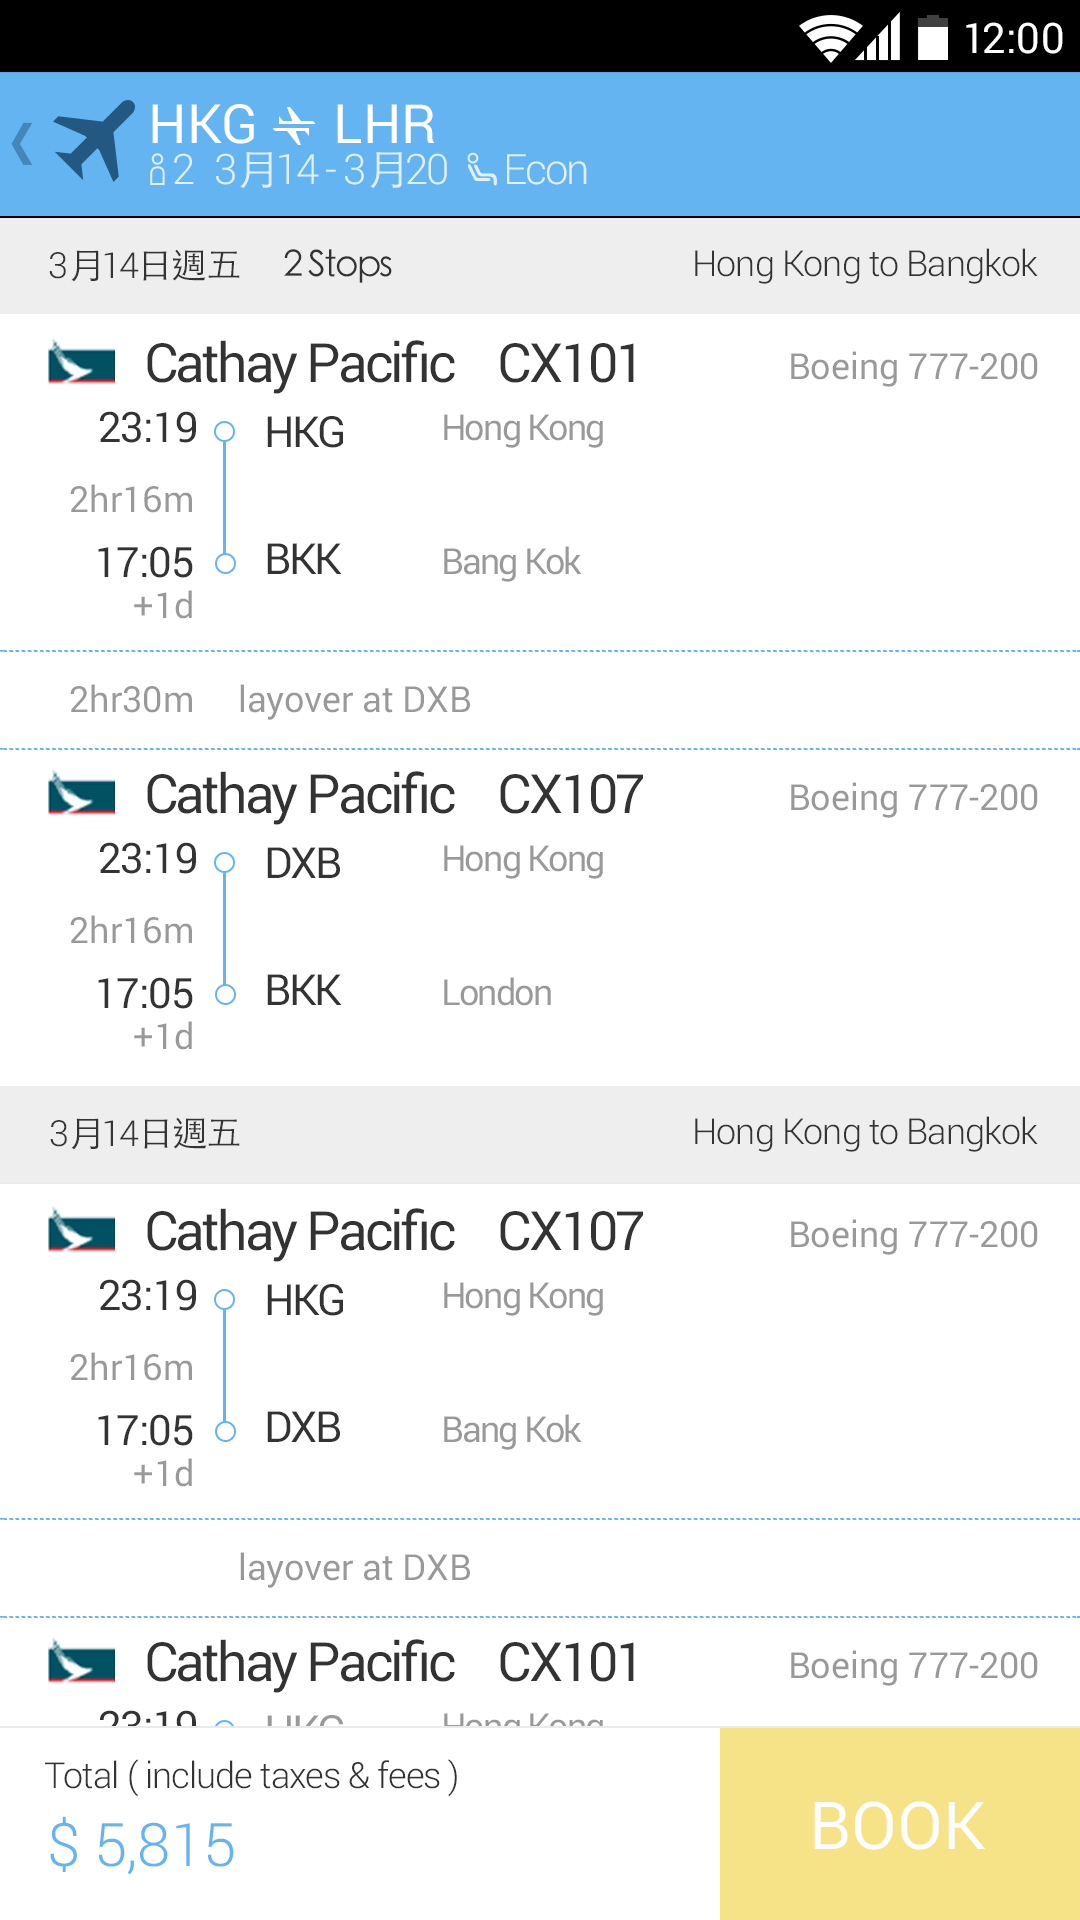 12:00
HKG LHR
2 3月14 - 3月20 Econ
3月14日週五 2 Stops Hong Kong to Bangkok
Cathay Pacific CX101 Boeing 777-200
23:19 HKG Hong Kong
2hr16m
17:05 BKK Bang Kok
+1d
2hr30m layover at DXB
Cathay Pacific CX107 Boeing 777-200
23:19 DXB Hong Kong
2hr16m
17:05 BKK London
+1d
3月14日週五 Hong Kong to Bangkok
Cathay Pacific CX107 Boeing 777-200
23:19 HKG Hong Kong
2hr16m
17:05 DXB Bang Kok
+1d
layover at DXB
Cathay Pacific CX101 Boeing 777-200
23:19 HKG Hong Kong
Total ( include taxes & fees )
$ 5,815
BOOK